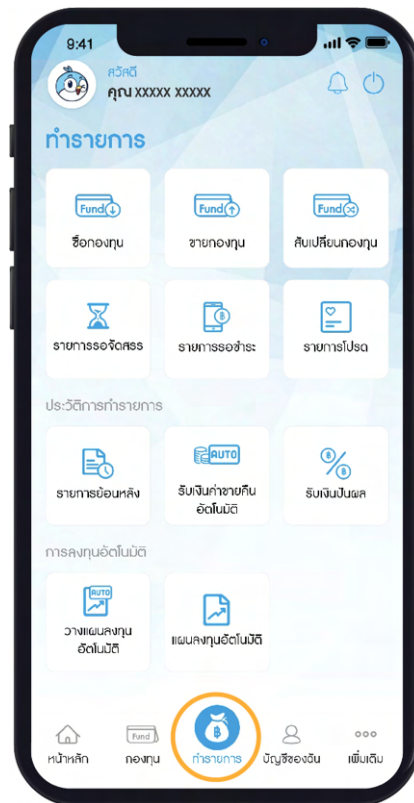 9:41
สวัสดี
คุณ xxxxx xxxxx
ทำรายการ
Fund
Fund
Fund
ซื้อกองทุน
ขายกองทุน
สับเปลี่ยนกองทุน
฿
รายการรอจัดสรร
รายการรอชำระ
รายการโปรด
ประวัติการทำรายการ
AUTO
฿
฿
รายการย้อนหลัง
รับเงินค่าขายคืน
อัตโนมัติ
รับเงินปันผล
การลงทุนอัตโนมัติ
AUTO
วางแผนลงทุน
อัตโนมัติ
แผนลงทุนอัตโนมัติ
Fund
฿
หน้าหลัก
กองทุน
ทำรายการ
บัญชีของฉัน
เพิ่มเติม